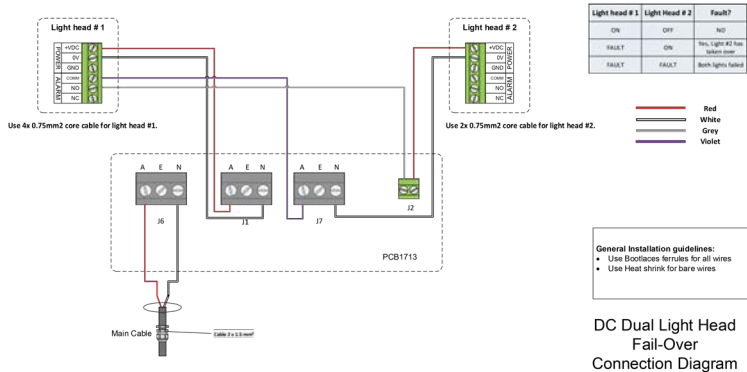 Light head # 1
+VDC
0V
GND
COMM
NO
NC
POWER
ALARM
Use 4x 0.75mm2 core cable for light head #1.
Light head # 2
+VDC
0V
GND
COMM
NO
NC
POWER
ALARM
Use 2x 0.75mm2 core cable for light head #2.
Light head # 1 Light Head # 2 Fault?
ON OFF NO
FAULT ON Yes, Light #2 has
taken over
FAULT FAULT Both lights failed
Red
White
Grey
Violet
A E N
A E N
A E N
J6
J1
J7
J2
PCB1713
Main Cable
Cable 2 x 1.5 mm²
General Installation guidelines:
• Use Bootlaces ferrules for all wires
• Use Heat shrink for bare wires
DC Dual Light Head
Fail-Over
Connection Diagram